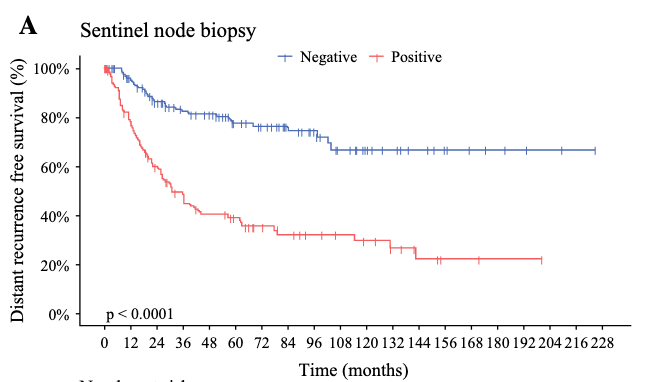 A
Sentinel node biopsy
Negative Positive
Distant recurrence free survival (%)
100%
80%
60%
40%
20%
0%
p < 0.0001
0 12 24 36 48 60 72 84 96 108 120 132 144 156 168 180 192 204 216 228
Time (months)